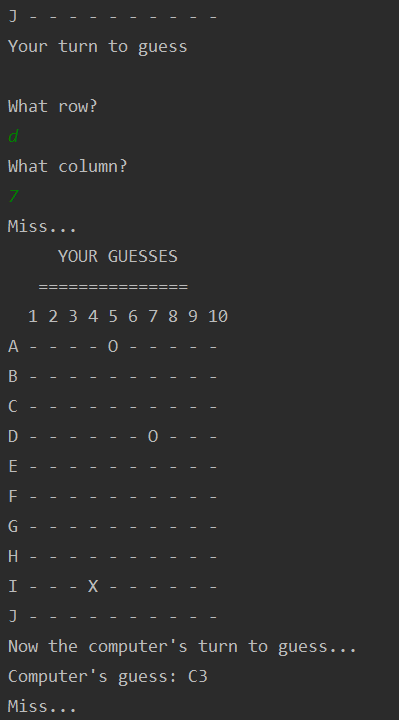 J - - - - - - - - - -
Your turn to guess
What row?
d
What column?
7
Miss...
YOUR GUESSES
===============
1 2 3 4 5 6 7 8 9 10
A - - - - O - - - - -
B - - - - - - - - - -
C - - - - - - - - - -
D - - - - - - O - - -
E - - - - - - - - - -
F - - - - - - - - - -
G - - - - - - - - - -
H - - - - - - - - - -
I - - - X - - - - - -
J - - - - - - - - - -
Now the computer's turn to guess...
Computer's guess: C3
Miss...